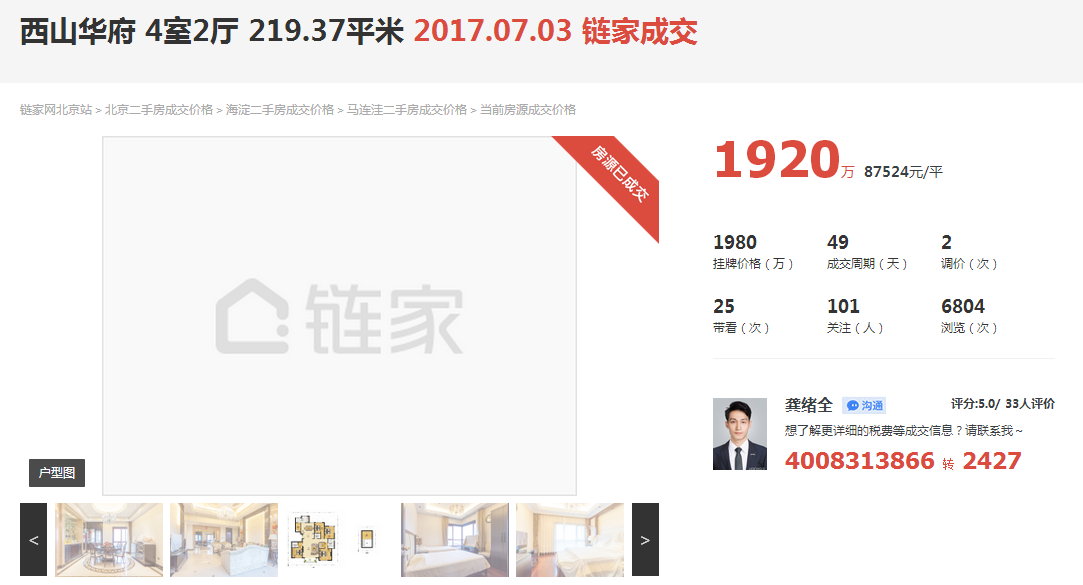 西山华府 4室2厅 219.37平米 2017.07.03 链家成交
链家网北京站 > 北京二手房成交价格 > 海淀二手房成交价格 > 马连洼二手房成交价格 > 当前房源成交价格
房源已成交
链家
户型图
<
>
1920万 87524元/平
1980 49 2
挂牌价格（万） 成交周期（天） 调价（次）
25 101 6804
带看（次） 关注（人） 浏览（次）
龚绪全 沟通 评分:5.0/ 33人评价
想了解更详细的税费等成交信息？请联系我～
4008313866 转 2427